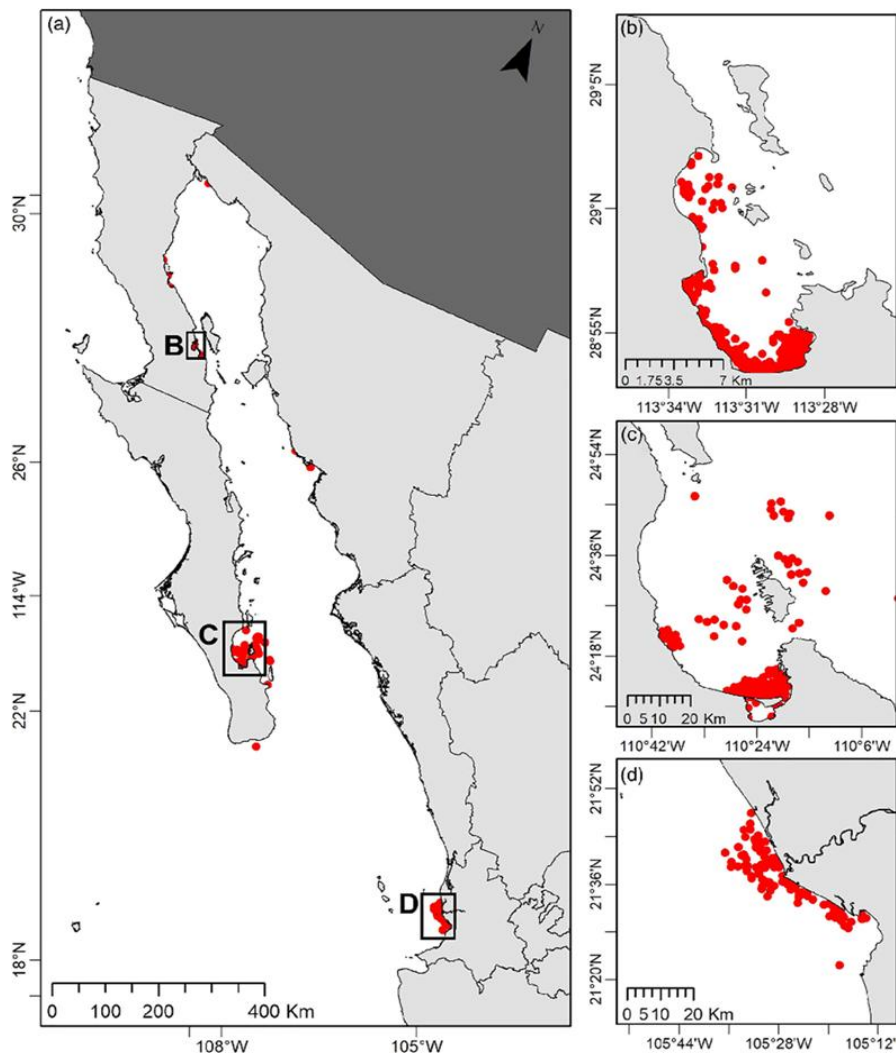 (a)
N
30°N
B
26°N
114°W
C
22°N
D
18°N
0 100 200 400 Km
108°W 105°W
(b)
29°5'N
29°N
28°55'N
0 1.75 3.5 7 Km
113°34'W 113°31'W 113°28'W
(c)
24°54'N
24°36'N
24°18'N
0 5 10 20 Km
110°42'W 110°24'W 110°6'W
(d)
21°52'N
21°36'N
21°20'N
0 5 10 20 Km
105°44'W 105°28'W 105°12'W